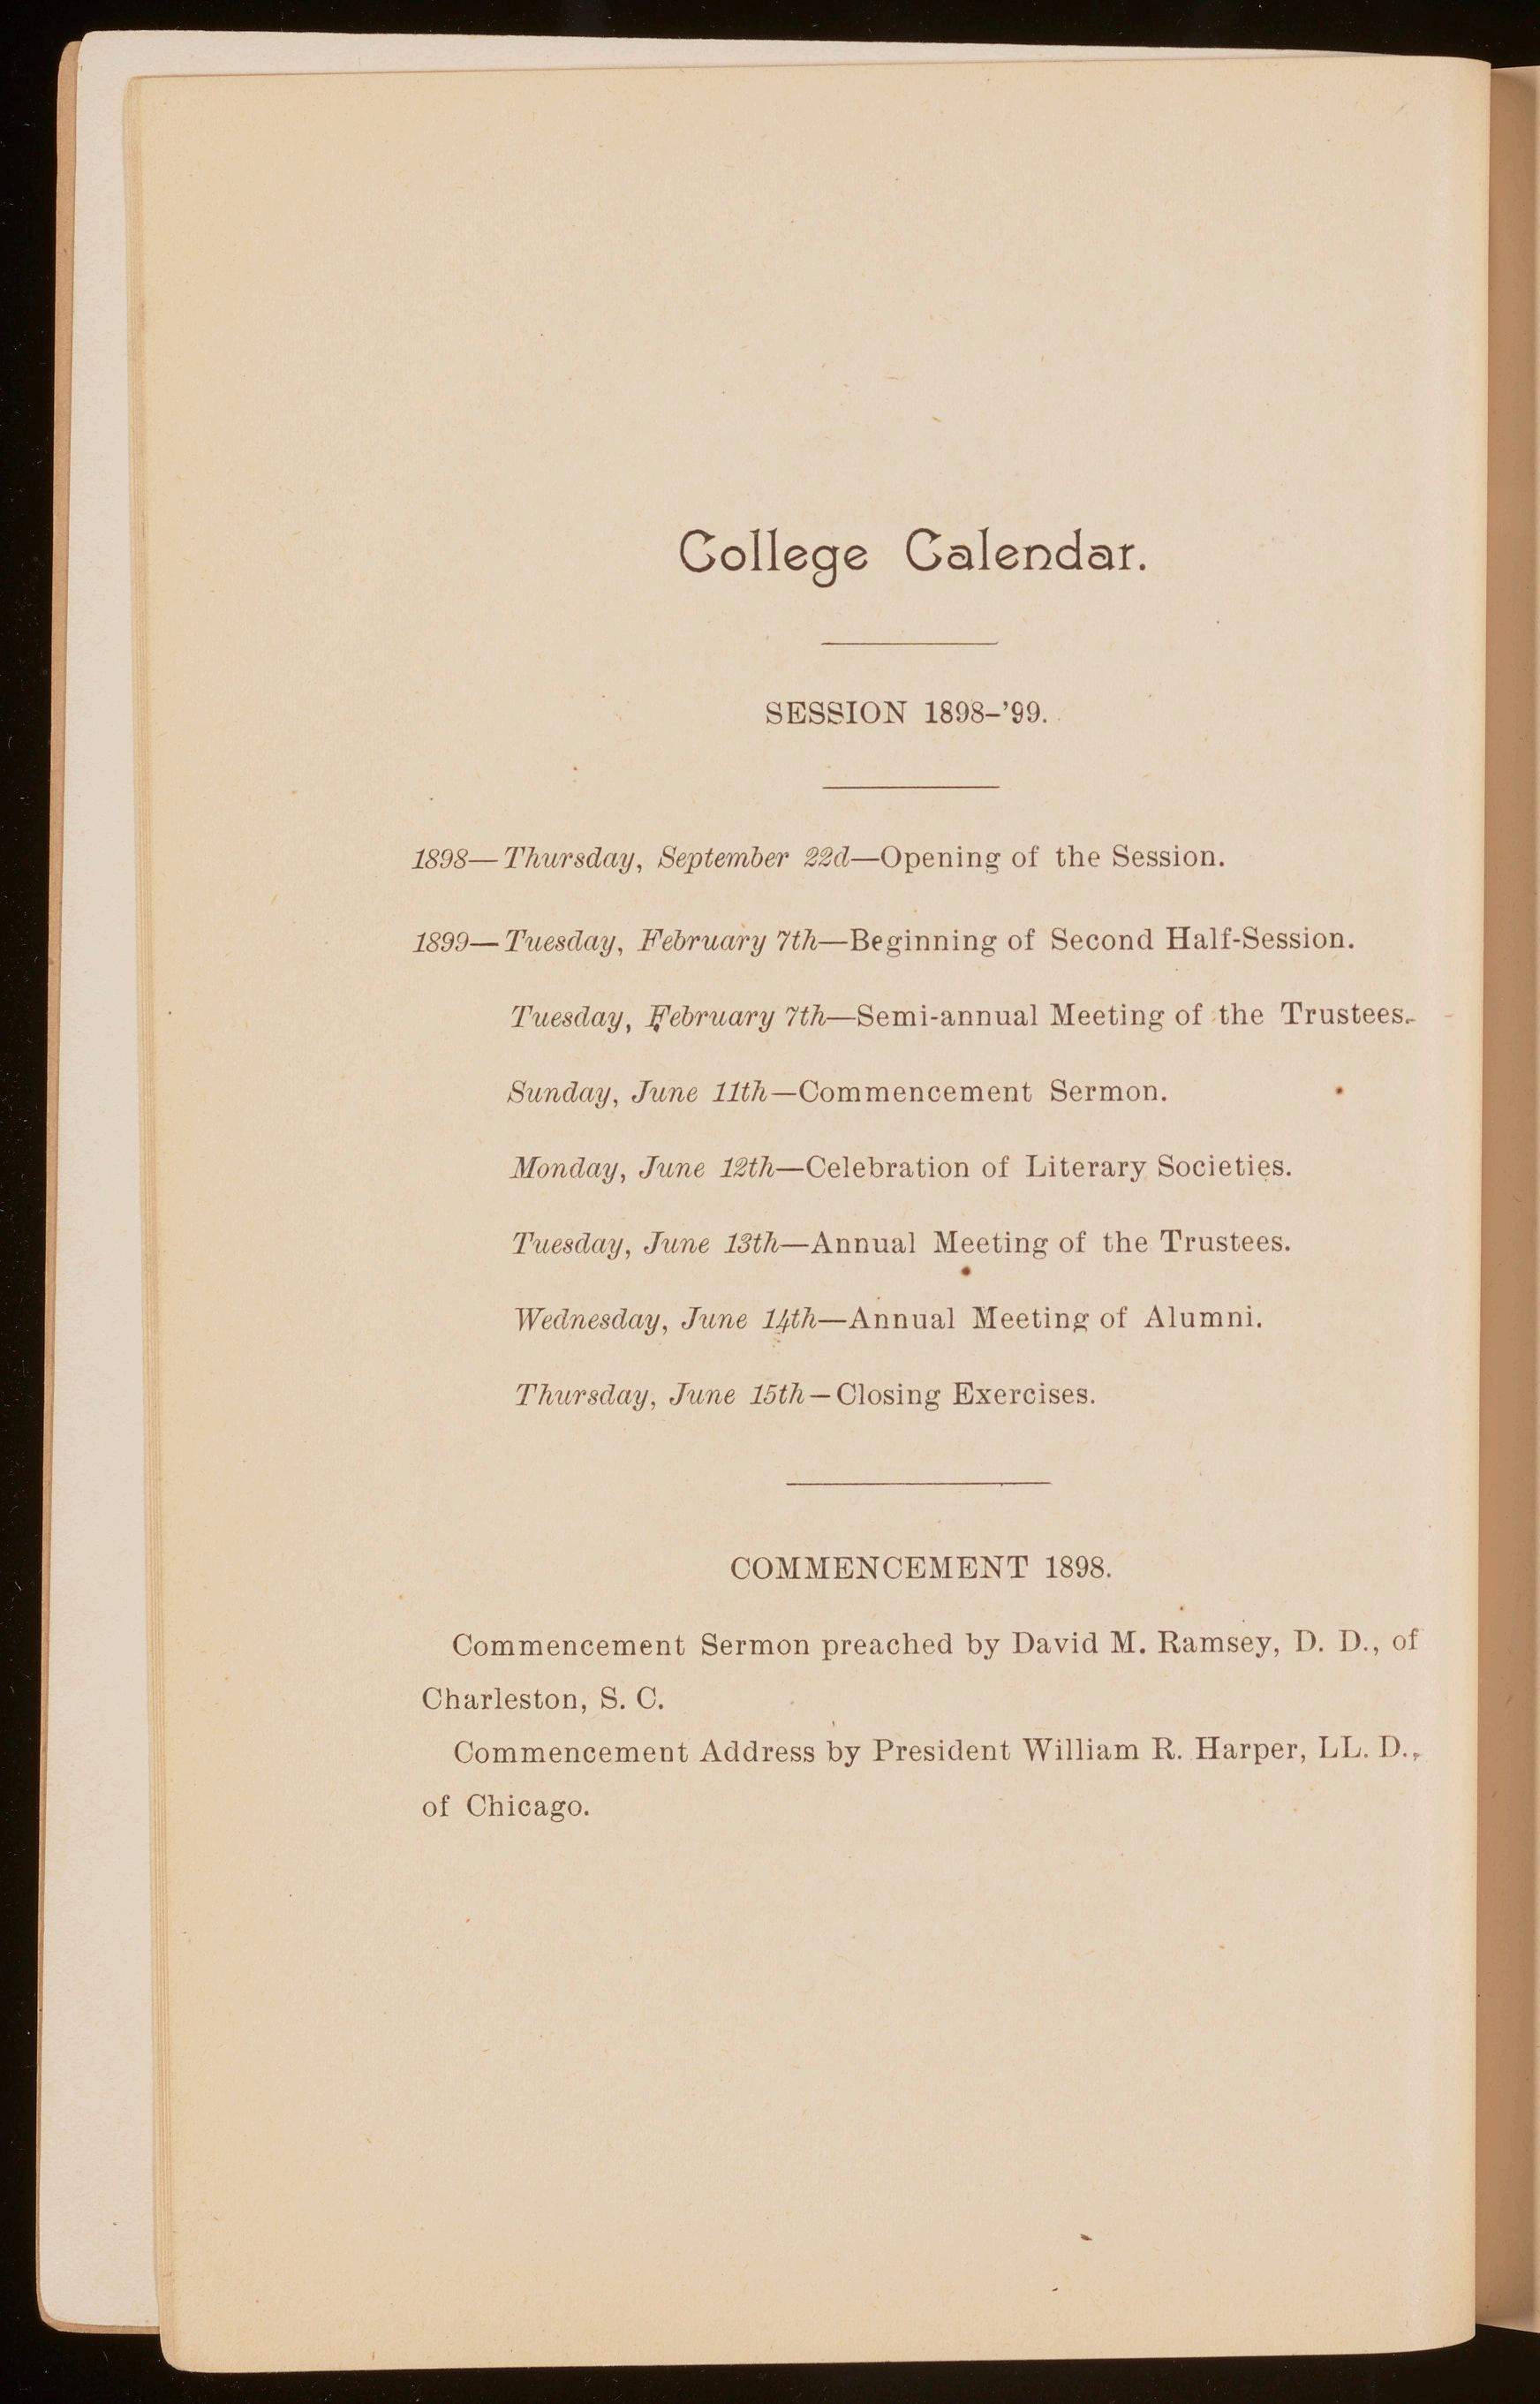 College Calendar.
SESSION 1898–'99.
1898—Thursday, September 22d—Opening of the Session.
1899—Tuesday, February 7th—Beginning of Second Half-Session.
Tuesday, February 7th—Semi-annual Meeting of the Trustees.
Sunday, June 11th—Commencement Sermon.
Monday, June 12th—Celebration of Literary Societies.
Tuesday, June 13th—Annual Meeting of the Trustees.
Wednesday, June 14th—Annual Meeting of Alumni.
Thursday, June 15th—Closing Exercises.
COMMENCEMENT 1898.
Commencement Sermon preached by David M. Ramsey, D. D., of
Charleston, S. C.
Commencement Address by President William R. Harper, LL. D.,
of Chicago.